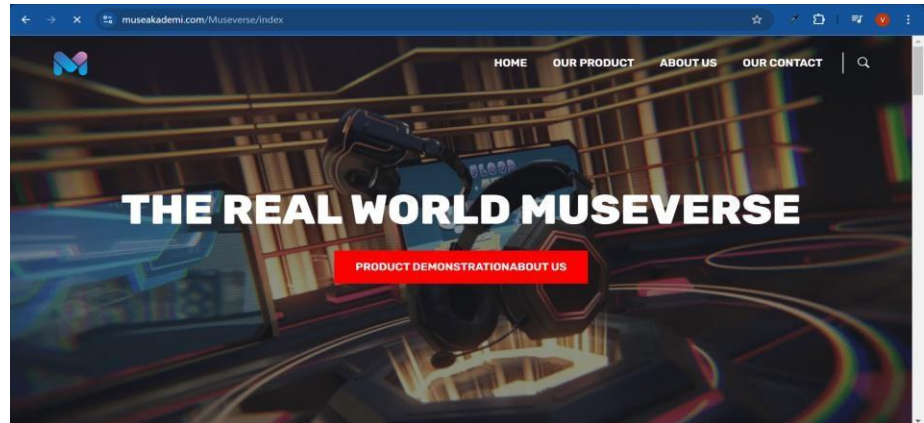 museakademi.com/Museverse/index
V
HOME OUR PRODUCT ABOUT US OUR CONTACT
THE REAL WORLD MUSEVERSE
PRODUCT DEMONSTRATIONABOUT US